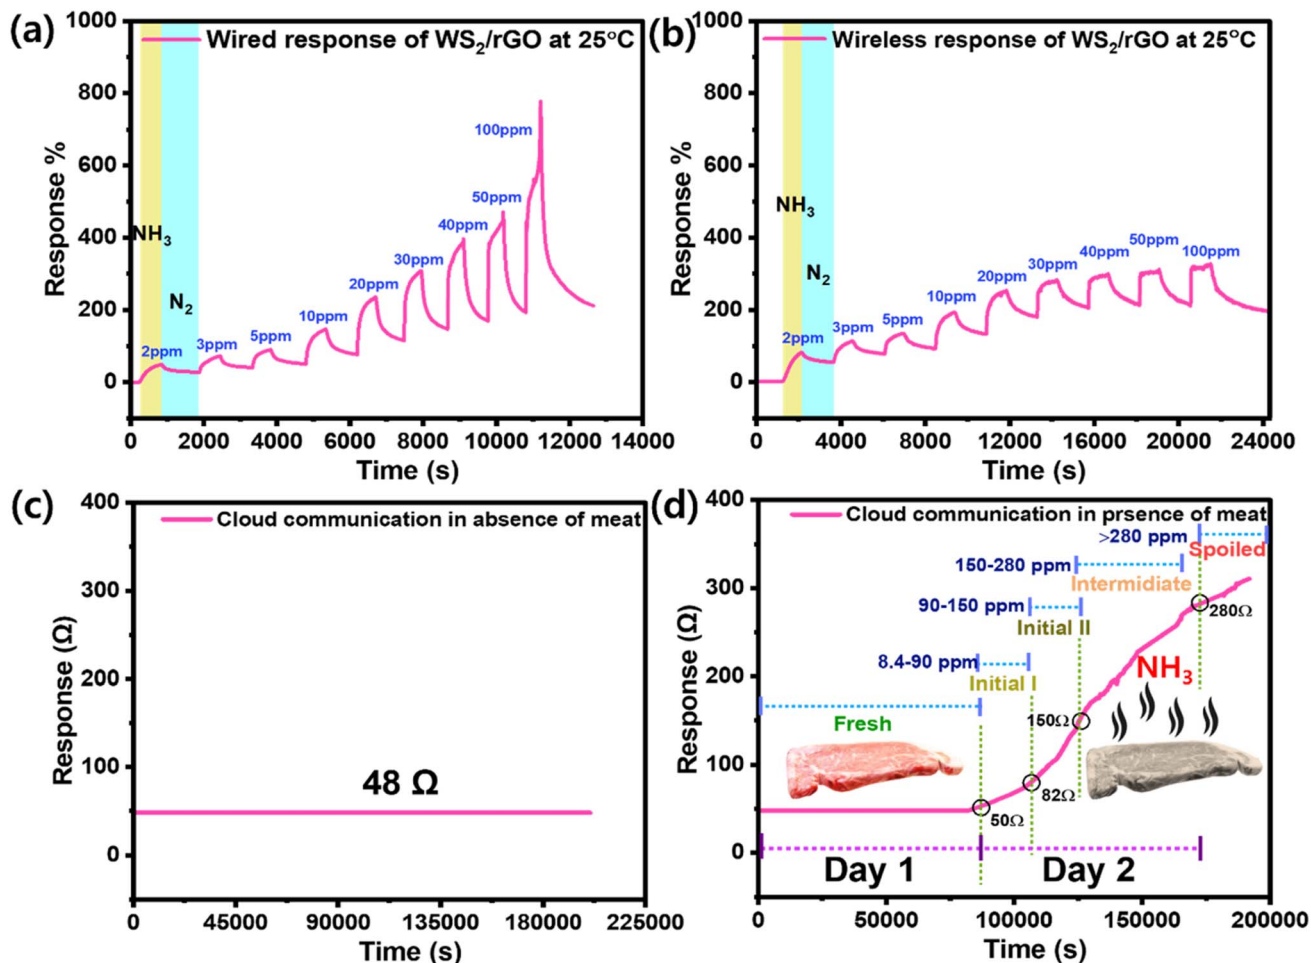 (a)
Wired response of WS2/rGO at 25°C
Response %
1000
800
600
400
200
0
NH3
N2
2ppm
3ppm
5ppm
10ppm
20ppm
30ppm
40ppm
50ppm
100ppm
0 2000 4000 6000 8000 10000 12000 14000
Time (s)
(b)
Wireless response of WS2/rGO at 25°C
Response %
1000
800
600
400
200
0
NH3
N2
2ppm
3ppm
5ppm
10ppm
20ppm
30ppm
40ppm
50ppm
100ppm
0 4000 8000 12000 16000 20000 24000
Time (s)
(c)
Cloud communication in absence of meat
Response (Ω)
400
300
200
100
0
48 Ω
0 45000 90000 135000 180000 225000
Time (s)
(d)
Cloud communication in prsence of meat
Response (Ω)
400
300
200
100
0
>280 ppm
Spoiled
150-280 ppm
Intermidiate
90-150 ppm
Initial II
8.4-90 ppm
Initial I
Fresh
NH3
280Ω
150Ω
82Ω
50Ω
Day 1
Day 2
0 50000 100000 150000 200000
Time (s)